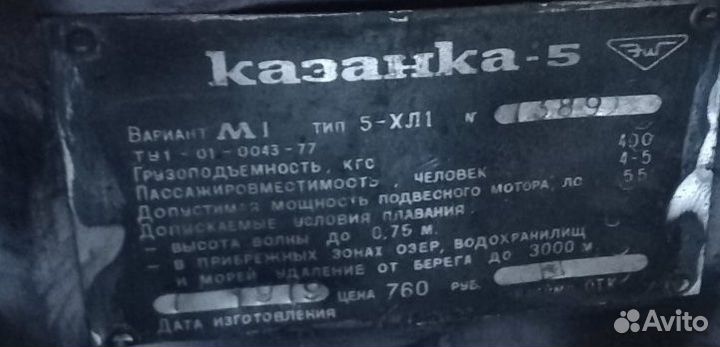 Казанка-5
Вариант М1 тип 5-ХЛ1 N 389
ТУ1-01-0043-77
Грузоподъемность, кгс 400
Пассажировместимость, человек 4-5
Допустимая мощность подвесного мотора, лс 55
Допускаемые условия плавания:
- высота волны до 0,75 м.
- в прибрежных зонах озер, водохранилищ
и морей удаление от берега до 3000 м.
цена 760 руб. ОТК
Дата изготовления
Avito